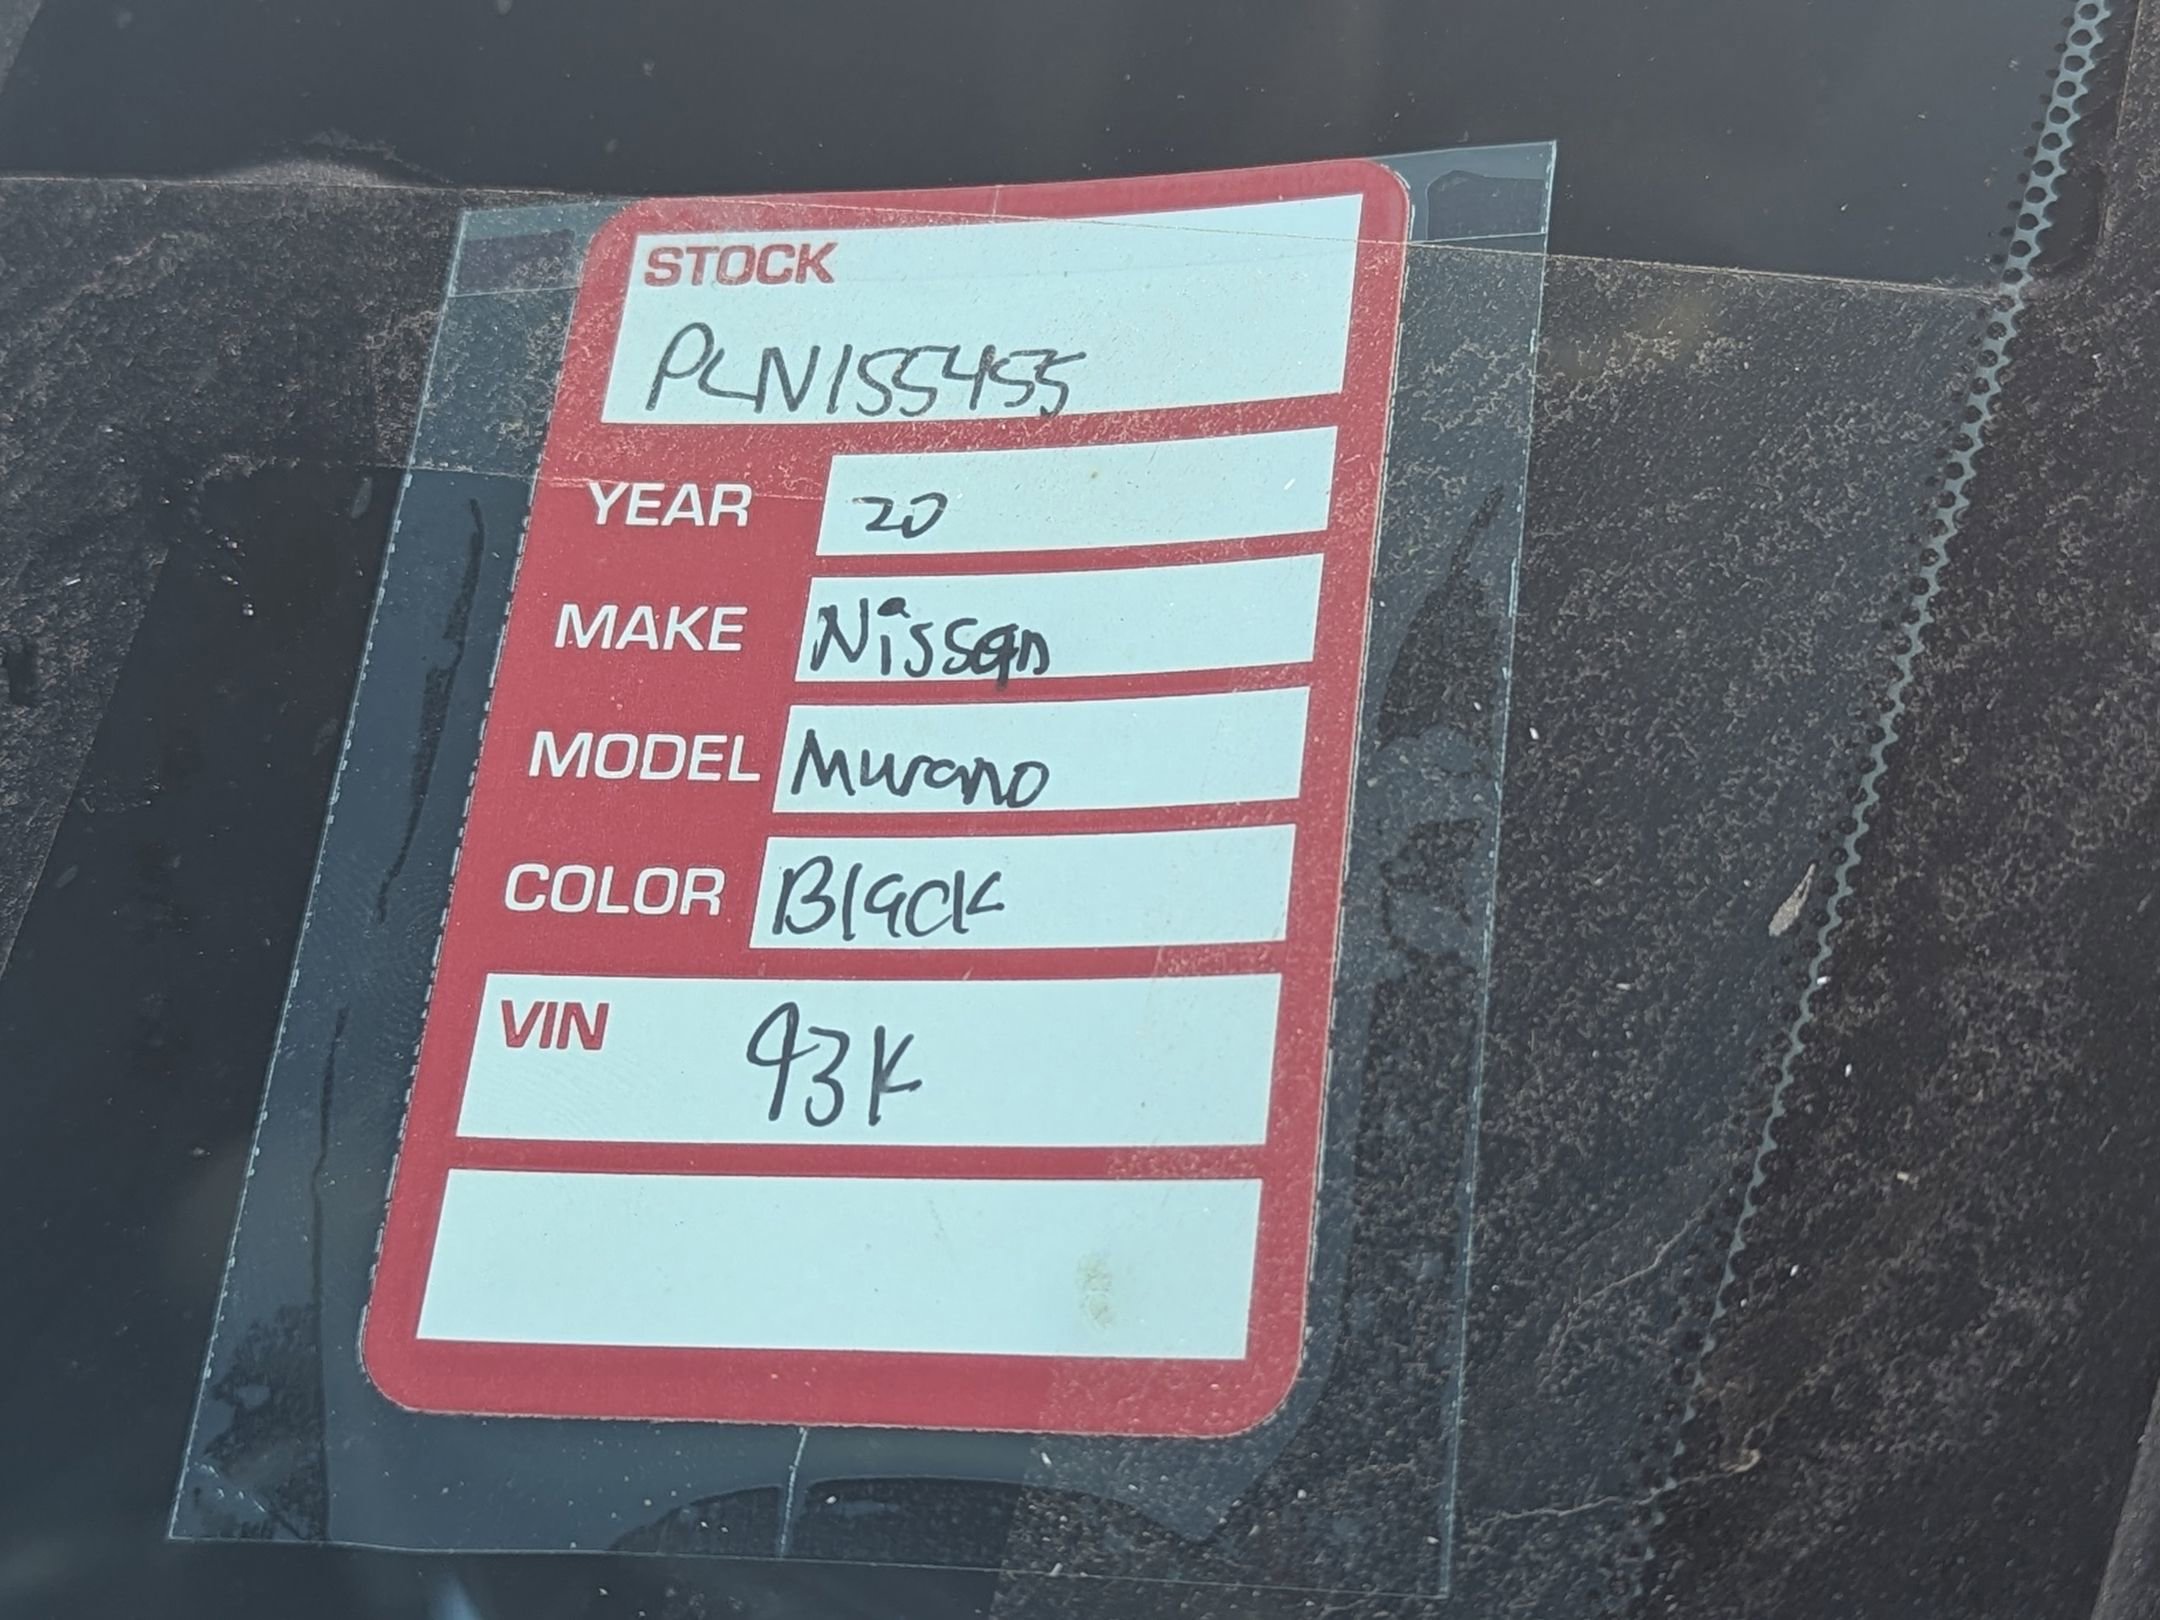 STOCK
PLN155455
YEAR 20
MAKE Nissan
MODEL Murano
COLOR Black
VIN 93K